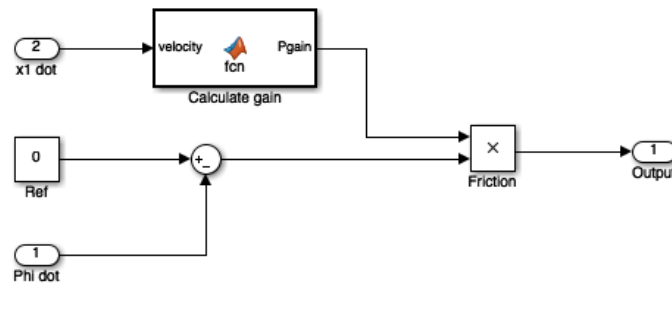 2
x1 dot
velocity
fcn
Pgain
Calculate gain
0
Ref
+
_
×
Friction
1
Output
1
Phi dot